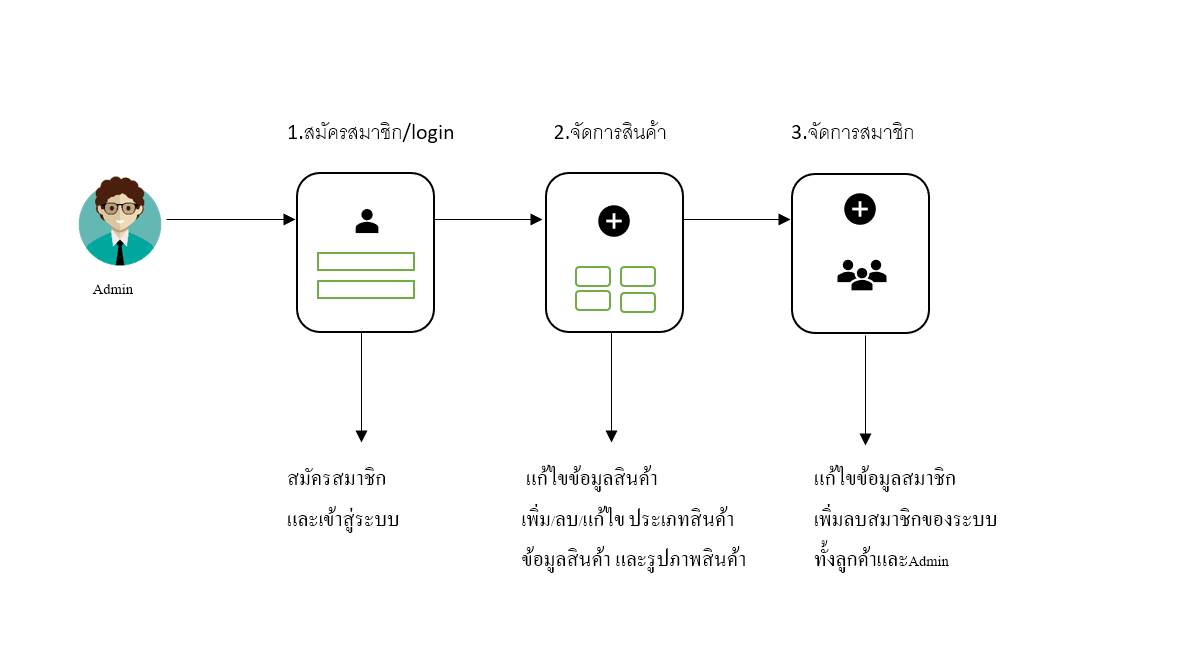 1.สมัครสมาชิก/login
2.จัดการสินค้า
3.จัดการสมาชิก
Admin
สมัครสมาชิก
และเข้าสู่ระบบ
แก้ไขข้อมูลสินค้า
เพิ่ม/ลบ/แก้ไข ประเภทสินค้า
ข้อมูลสินค้า และรูปภาพสินค้า
แก้ไขข้อมูลสมาชิก
เพิ่มลบสมาชิกของระบบ
ทั้งลูกค้าและAdmin